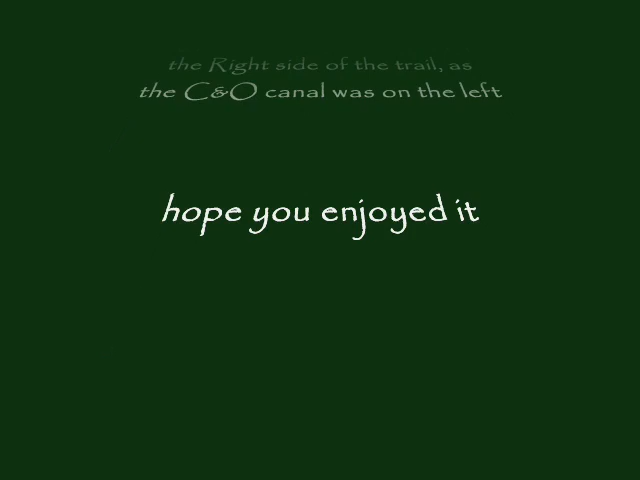 the Right side of the trail, as
the C&O canal was on the left
hope you enjoyed it